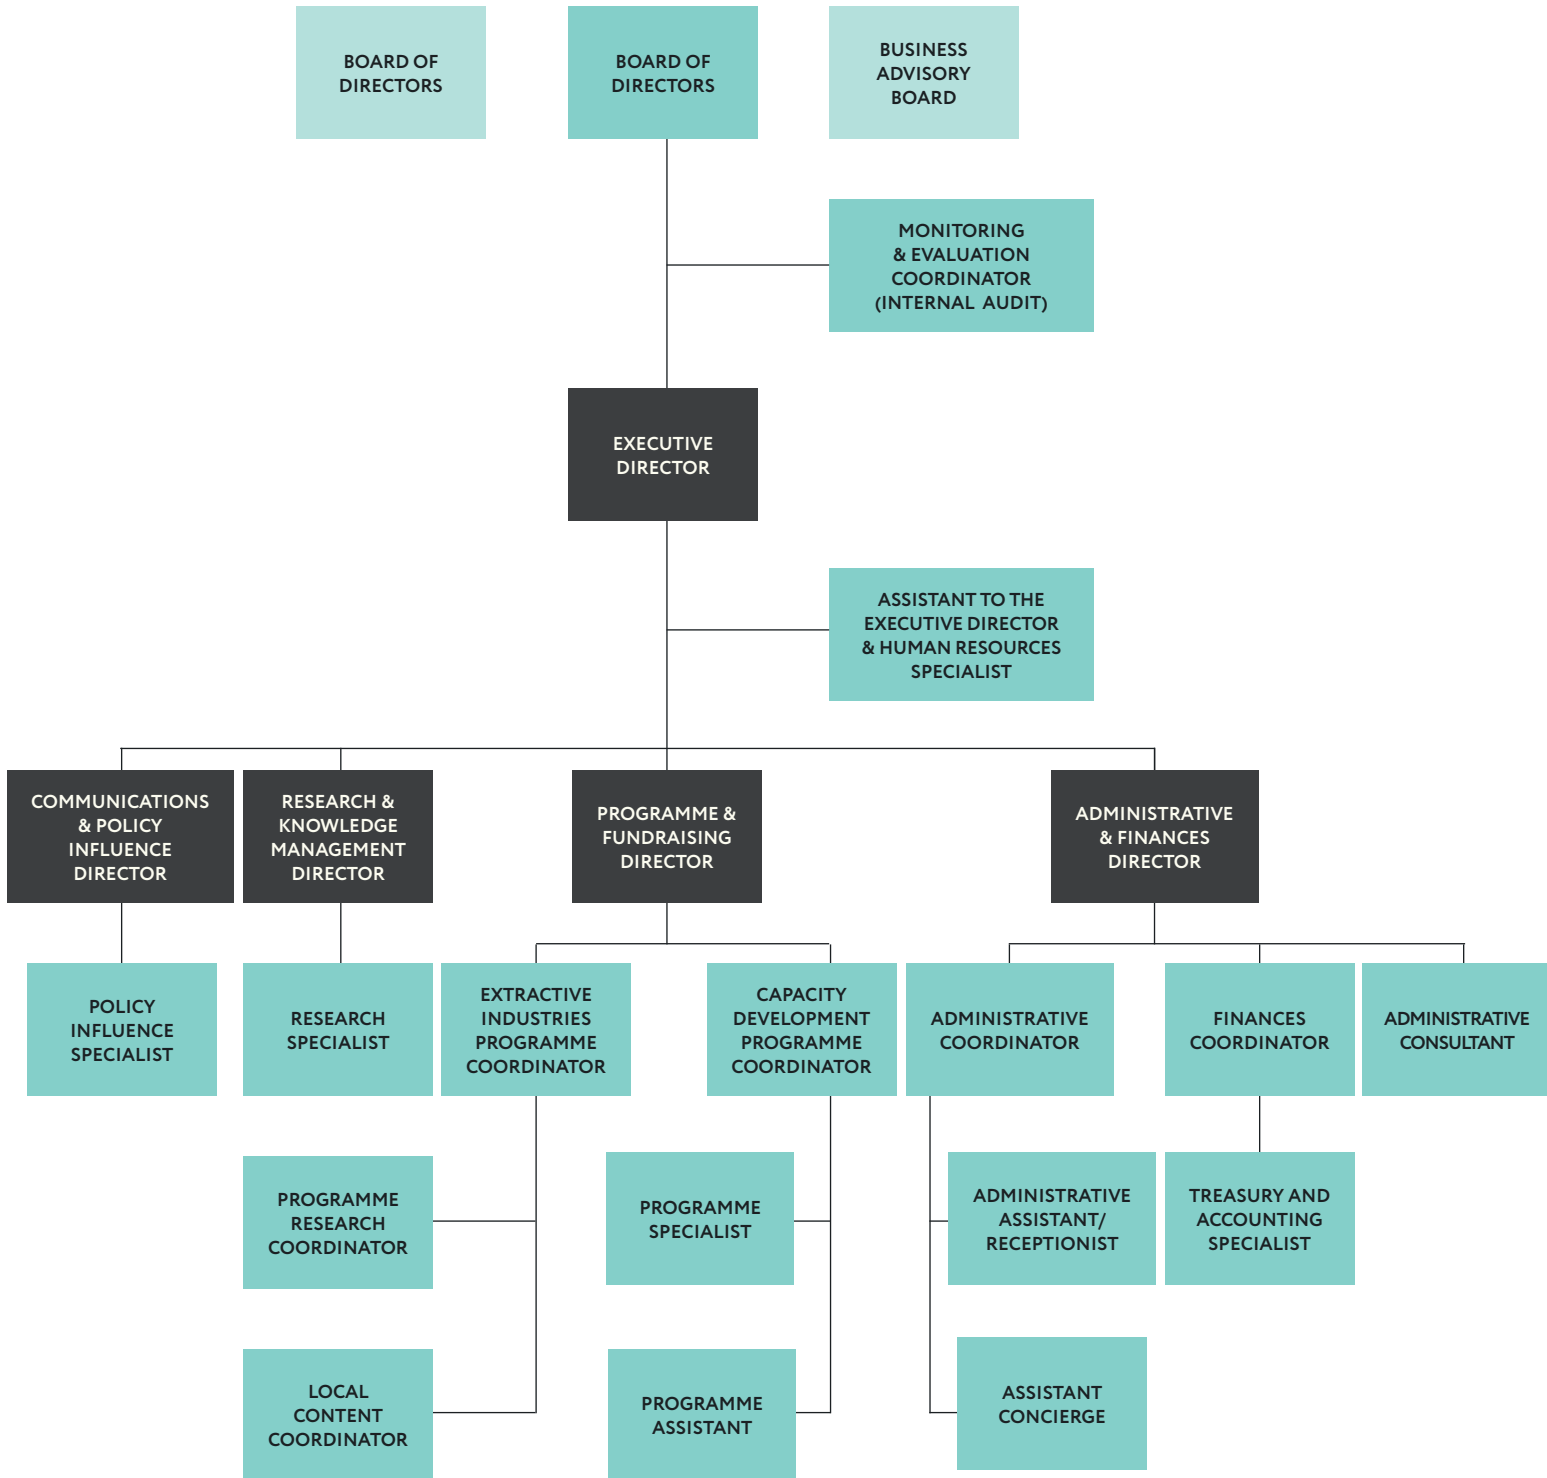 BOARD OF
DIRECTORS
BOARD OF
DIRECTORS
BUSINESS
ADVISORY
BOARD
MONITORING
& EVALUATION
COORDINATOR
(INTERNAL AUDIT)
EXECUTIVE
DIRECTOR
ASSISTANT TO THE
EXECUTIVE DIRECTOR
& HUMAN RESOURCES
SPECIALIST
COMMUNICATIONS
& POLICY
INFLUENCE
DIRECTOR
RESEARCH &
KNOWLEDGE
MANAGEMENT
DIRECTOR
PROGRAMME &
FUNDRAISING
DIRECTOR
ADMINISTRATIVE
& FINANCES
DIRECTOR
POLICY
INFLUENCE
SPECIALIST
RESEARCH
SPECIALIST
EXTRACTIVE
INDUSTRIES
PROGRAMME
COORDINATOR
CAPACITY
DEVELOPMENT
PROGRAMME
COORDINATOR
ADMINISTRATIVE
COORDINATOR
FINANCES
COORDINATOR
ADMINISTRATIVE
CONSULTANT
PROGRAMME
RESEARCH
COORDINATOR
PROGRAMME
SPECIALIST
ADMINISTRATIVE
ASSISTANT/
RECEPTIONIST
TREASURY AND
ACCOUNTING
SPECIALIST
LOCAL
CONTENT
COORDINATOR
PROGRAMME
ASSISTANT
ASSISTANT
CONCIERGE